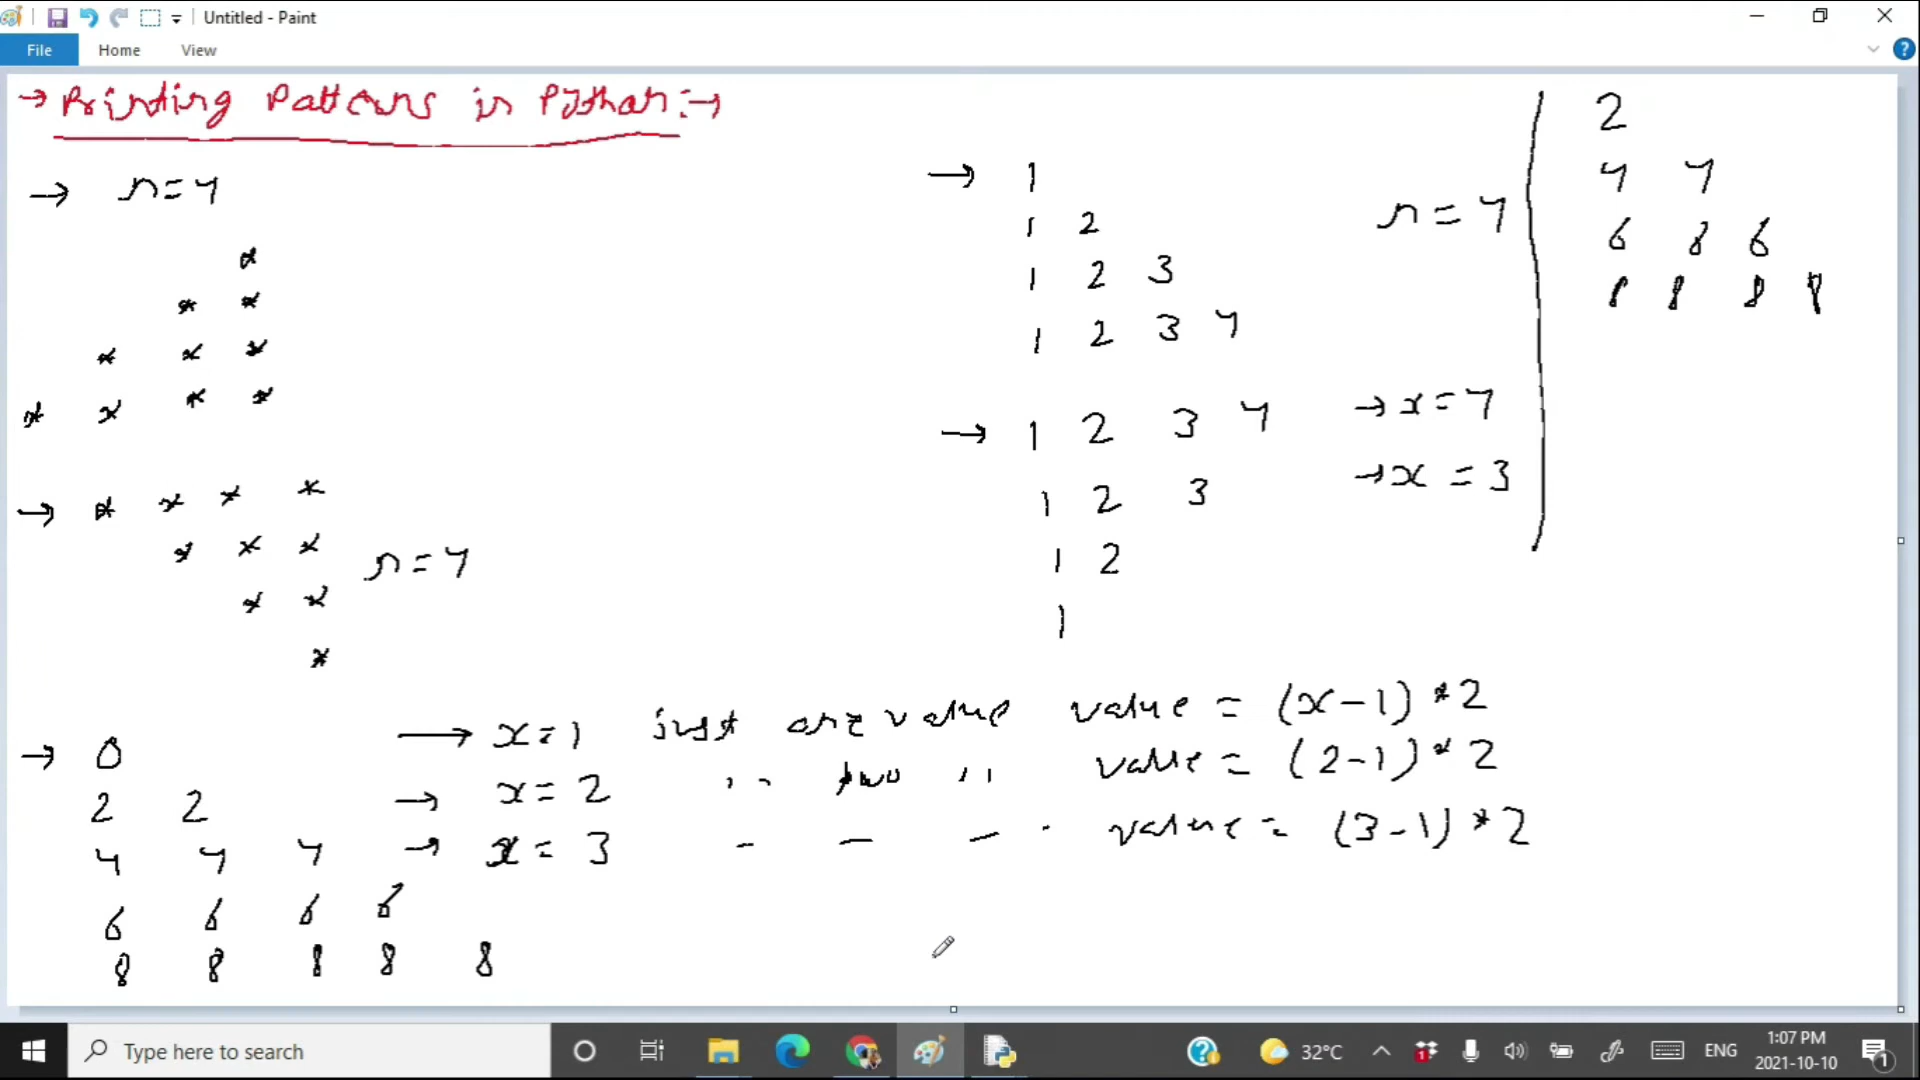 Untitled - Paint
File Home View
→ Printing Patterns in Python :→
→ n=4
*
* *
* * *
* * * *
→ * * * *
* * *
* *
*
n=4
→ 0
2 2
4 4 4
6 6 6 6
8 8 8 8 8
→ x=1 just one value value = (x-1)*2
→ x=2 '' two '' value = (2-1)*2
→ x=3 - - - . value = (3-1)*2
→ 1
1 2
1 2 3
1 2 3 4
n=4
→ 1 2 3 4 → x=4
1 2 3 → x=3
1 2
1
2
4 4
6 6 6
8 8 8 8
Type here to search
32°C
ENG
1:07 PM
2021-10-10
1